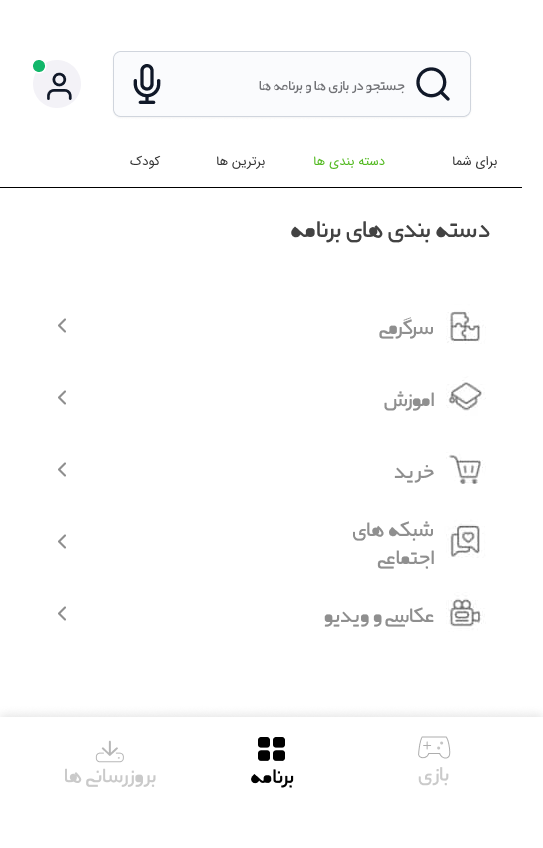 جستجو در بازی ها و برنامه ها
برای شما
دسته بندی ها
برترین ها
کودک
دسته بندی های برنامه
سرگرمی
اموزش
خرید
شبکه های
اجتماعی
عکاسی و ویدیو
بازی
برنامه
بروزرسانی ها